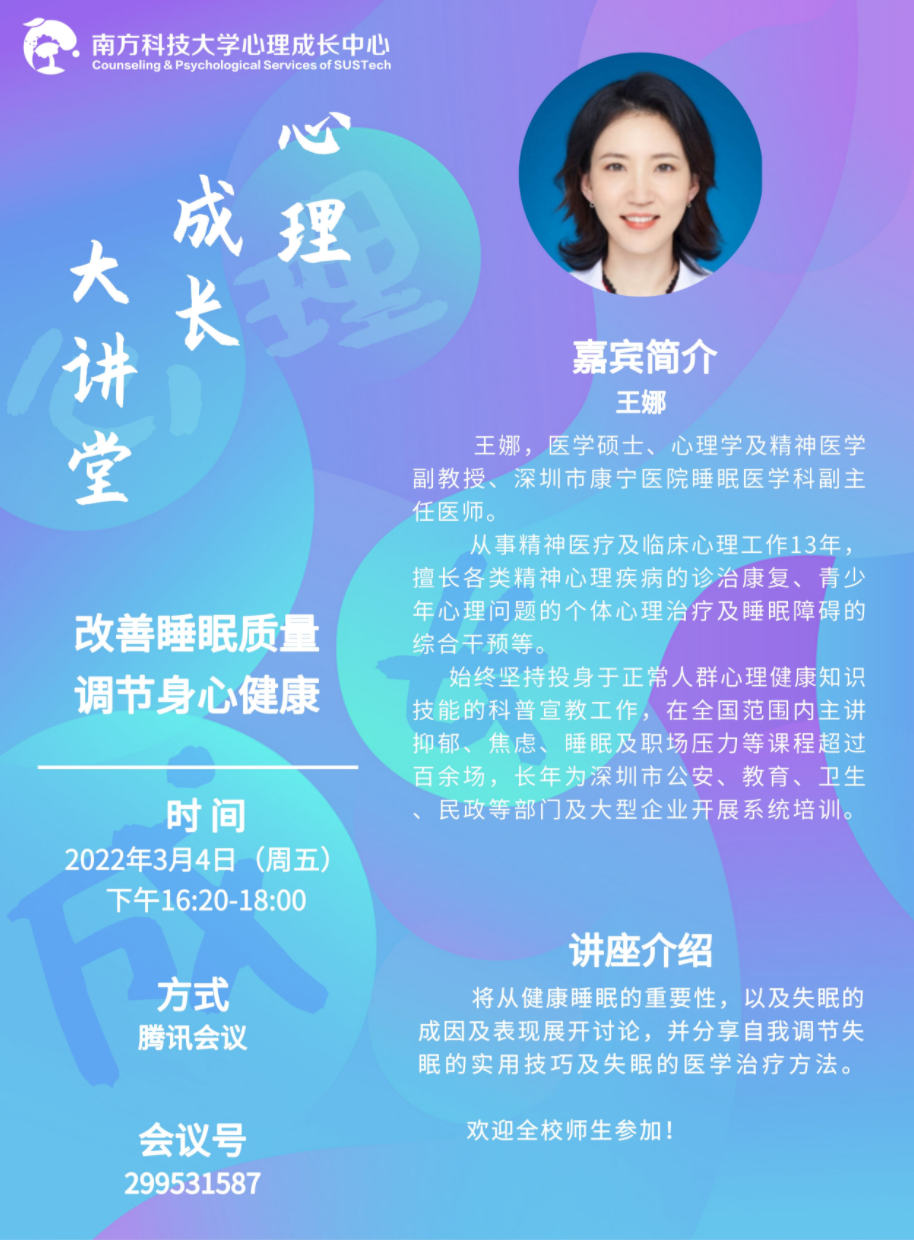 南方科技大学心理成长中心
Counseling & Psychological Services of SUSTech
心理
成长
大讲堂
改善睡眠质量
调节身心健康
时间
2022年3月4日（周五）
下午16:20-18:00
方式
腾讯会议
会议号
299531587
嘉宾简介
王娜
王娜，医学硕士、心理学及精神医学
副教授、深圳市康宁医院睡眠医学科副主
任医师。
从事精神医疗及临床心理工作13年，
擅长各类精神心理疾病的诊治康复、青少
年心理问题的个体心理治疗及睡眠障碍的
综合干预等。
始终坚持投身于正常人群心理健康知识
技能的科普宣教工作，在全国范围内主讲
抑郁、焦虑、睡眠及职场压力等课程超过
百余场，长年为深圳市公安、教育、卫生
、民政等部门及大型企业开展系统培训。
讲座介绍
将从健康睡眠的重要性，以及失眠的
成因及表现展开讨论，并分享自我调节失
眠的实用技巧及失眠的医学治疗方法。
欢迎全校师生参加！
心
理
长
成